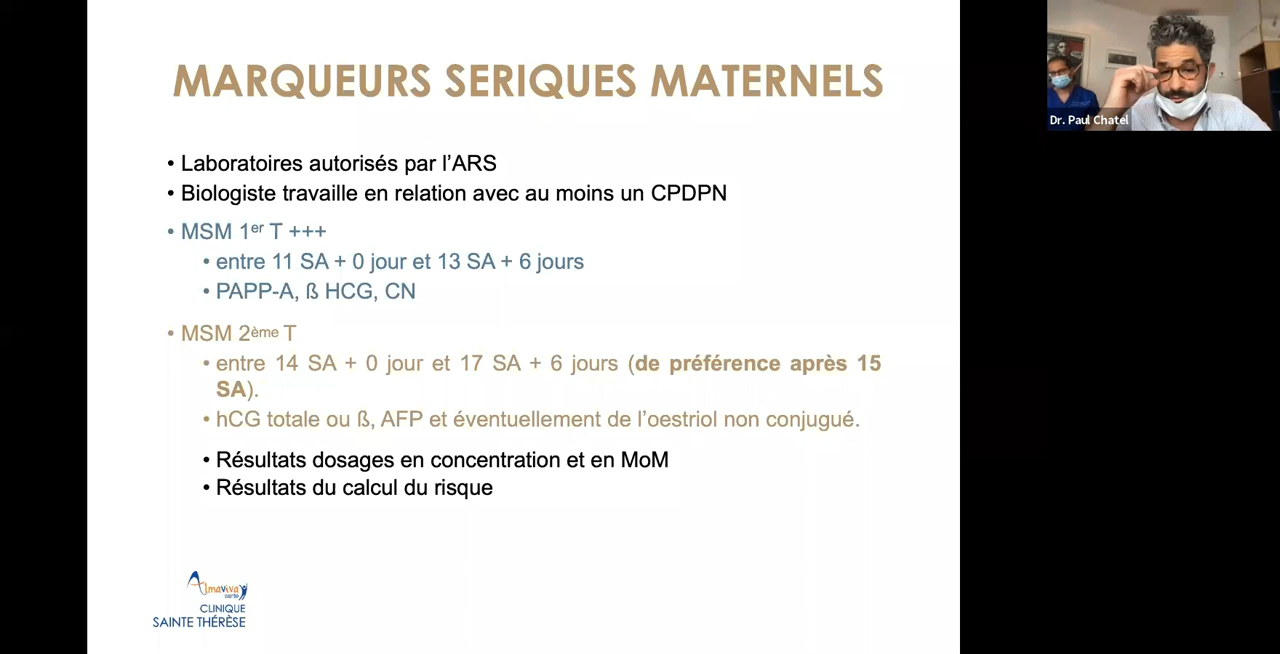 MARQUEURS SERIQUES MATERNELS
• Laboratoires autorisés par l’ARS
• Biologiste travaille en relation avec au moins un CPDPN
• MSM 1er T +++
• entre 11 SA + 0 jour et 13 SA + 6 jours
• PAPP-A, ß HCG, CN
• MSM 2ème T
• entre 14 SA + 0 jour et 17 SA + 6 jours (de préférence après 15
SA).
• hCG totale ou ß, AFP et éventuellement de l’oestriol non conjugué.
• Résultats dosages en concentration et en MoM
• Résultats du calcul du risque
Almaviva
santé
CLINIQUE
SAINTE THÉRÈSE
Dr. Paul Chatel